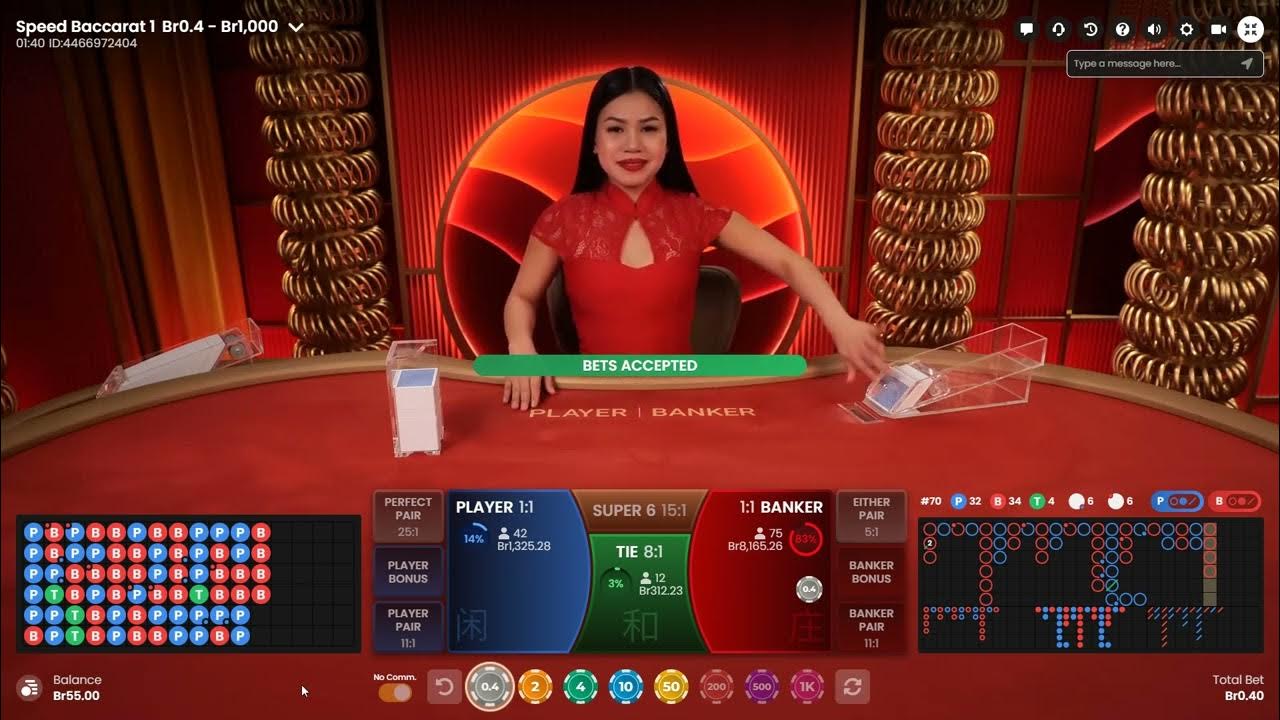 Speed Baccarat 1 Br0.4 - Br1,000
01:40 ID:4466972404
Type a message here...
BETS ACCEPTED
PLAYER | BANKER
PERFECT PAIR 25:1
PLAYER BONUS
PLAYER PAIR 11:1
PLAYER 1:1
14% 42
Br1,325.28
闲
SUPER 6 15:1
TIE 8:1
3% 12
Br312.23
和
1:1 BANKER
75 83%
Br8,165.26
0.4
庄
EITHER PAIR 5:1
BANKER BONUS
BANKER PAIR 11:1
#70 P 32 B 34 T 4 6 6 P B
2
P B P B B P B B P P P B
P B P P B B P B P P P B
P P B B B B P B P B B B
P T B P B P B B T B B B
P P T B P B P P P P P
B P T B P B B P P B P
Balance
Br55.00
No Comm.
0.4 2 4 10 50 200 500 1K
Total Bet
Br0.40